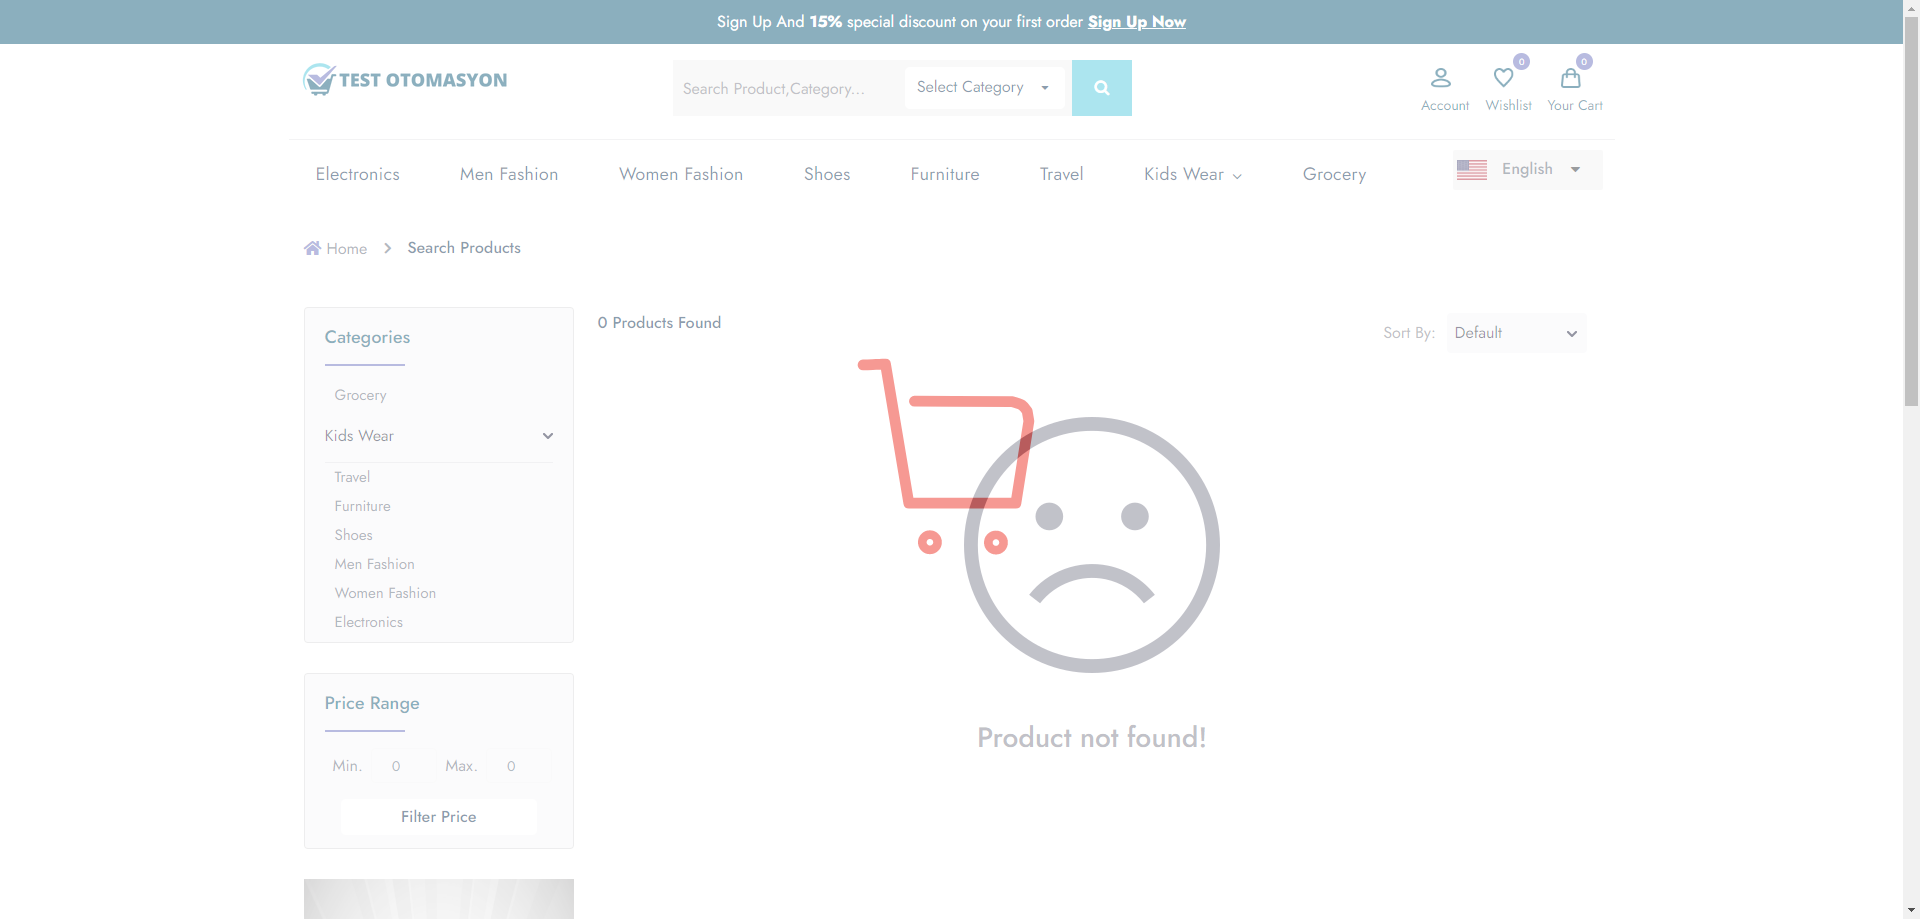 Sign Up And 15% special discount on your first order Sign Up Now
TEST OTOMASYON
Search Product,Category...
Select Category
0
0
Account
Wishlist
Your Cart
Electronics
Men Fashion
Women Fashion
Shoes
Furniture
Travel
Kids Wear
Grocery
English
Home
Search Products
Categories
Grocery
Kids Wear
Travel
Furniture
Shoes
Men Fashion
Women Fashion
Electronics
Price Range
Min. 0 Max. 0
Filter Price
0 Products Found
Sort By: Default
Product not found!